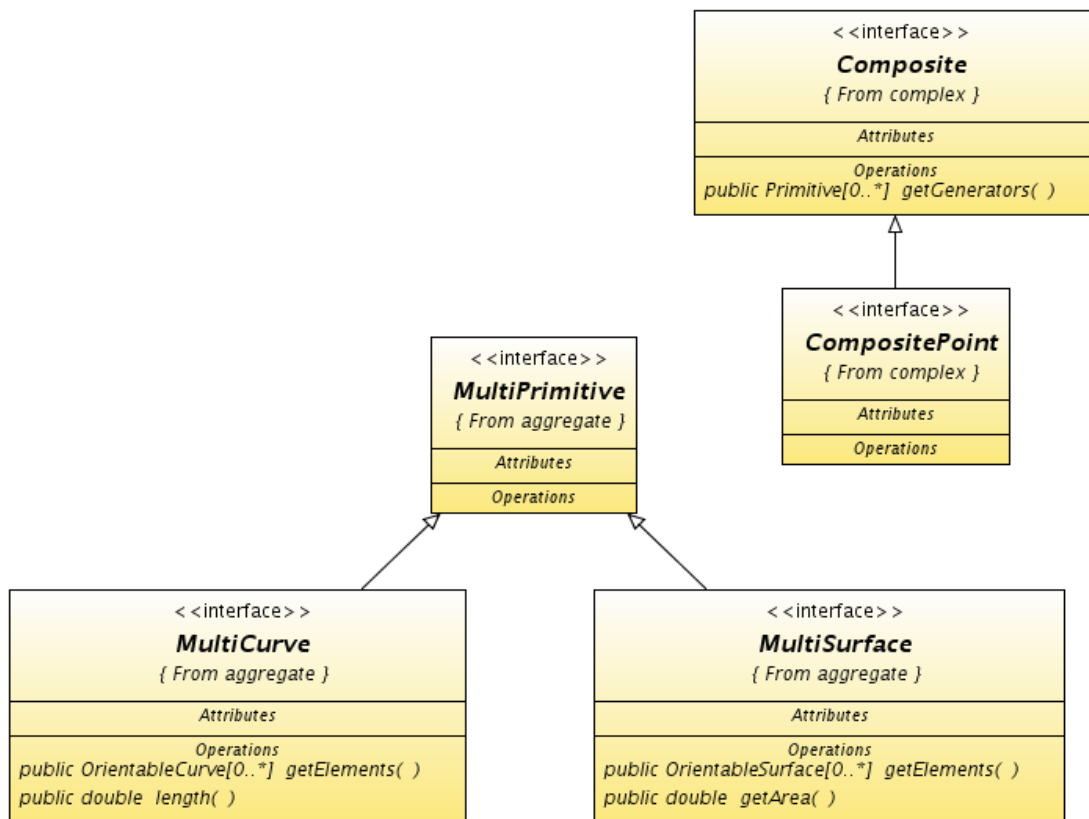 < <interface> >
Composite
{ From complex }
Attributes
Operations
public Primitive[0..*]  getGenerators( )
< <interface> >
CompositePoint
{ From complex }
Attributes
Operations
< <interface> >
MultiPrimitive
{ From aggregate }
Attributes
Operations
< <interface> >
MultiCurve
{ From aggregate }
Attributes
Operations
public OrientableCurve[0..*]  getElements( )
public double  length( )
< <interface> >
MultiSurface
{ From aggregate }
Attributes
Operations
public OrientableSurface[0..*]  getElements( )
public double  getArea( )